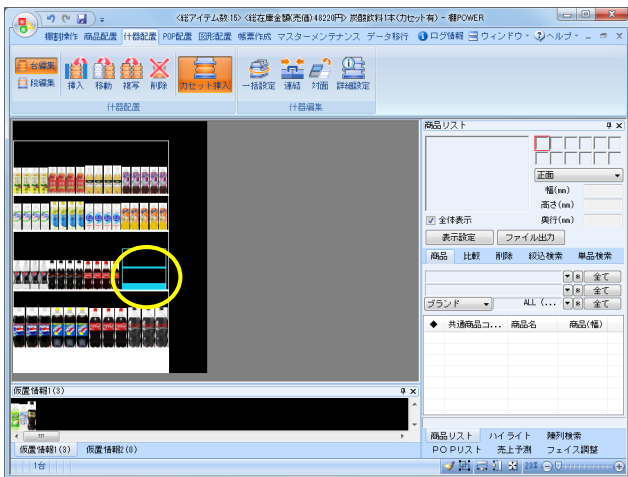 <総アイテム数:15> <総在庫金額(売価)48220円> 炭酸飲料1本(カセット有) - 棚POWER
棚割操作 商品配置 什器配置 POP配置 図形配置 帳票作成 マスターメンテナンス データ移行 ログ情報 ウィンドウ ヘルプ
台編集
段編集
挿入 移動 複写 削除 カセット挿入 一括設定 連結 対面 詳細設定
什器配置 什器編集
商品リスト
正面
幅(mm)
高さ(mm)
全体表示 奥行(mm)
表示設定 ファイル出力
商品 比較 削除 絞込検索 単品検索
* 全て
* 全て
ブランド ALL (... * 全て
◆ 共通商品コ... 商品名 商品(幅)
仮置情報1(3)
仮置情報1(3) 仮置情報2(0)
商品リスト ハイライト 陳列検索
POPリスト 売上予測 フェイス調整
1台 23%